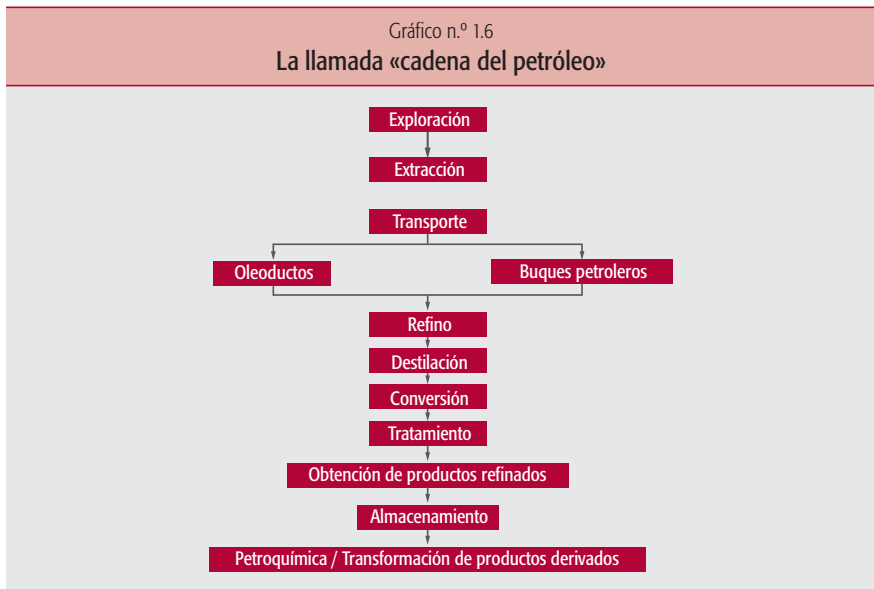 Gráfico n.º 1.6
La llamada «cadena del petróleo»
Exploración
Extracción
Transporte
Oleoductos
Buques petroleros
Refino
Destilación
Conversión
Tratamiento
Obtención de productos refinados
Almacenamiento
Petroquímica / Transformación de productos derivados